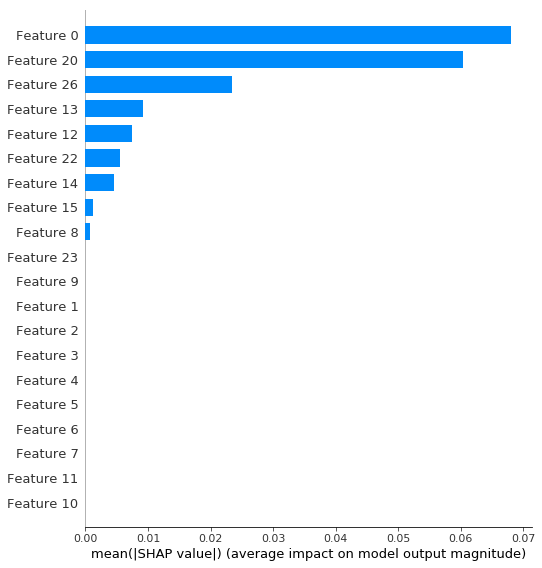 Feature 0
Feature 20
Feature 26
Feature 13
Feature 12
Feature 22
Feature 14
Feature 15
Feature 8
Feature 23
Feature 9
Feature 1
Feature 2
Feature 3
Feature 4
Feature 5
Feature 6
Feature 7
Feature 11
Feature 10
0.00 0.01 0.02 0.03 0.04 0.05 0.06 0.07
mean(|SHAP value|) (average impact on model output magnitude)